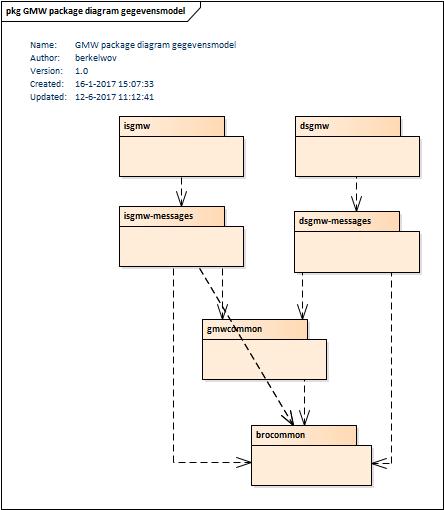 pkg GMW package diagram gegevensmodel
Name: GMW package diagram gegevensmodel
Author: berkelwov
Version: 1.0
Created: 16-1-2017 15:07:33
Updated: 12-6-2017 11:12:41
isgmw
dsgmw
isgmw-messages
dsgmw-messages
gmwcommon
brocommon